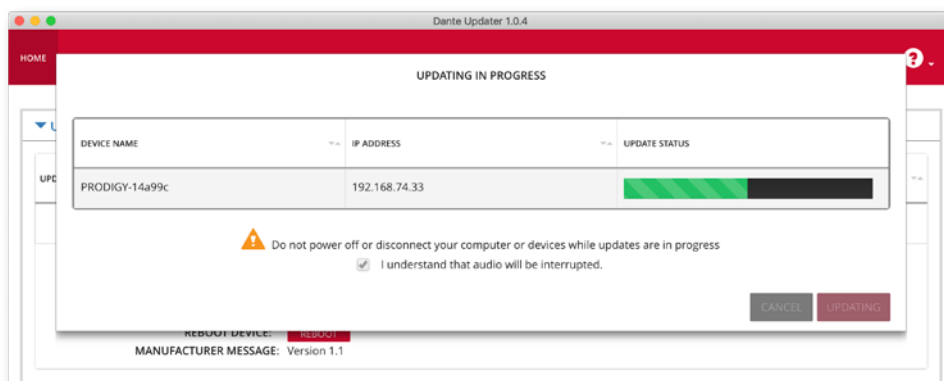 Dante Updater 1.0.4
HOME
?
UPDATING IN PROGRESS
U
DEVICE NAME IP ADDRESS UPDATE STATUS
UPD
PRODIGY-14a99c 192.168.74.33
Do not power off or disconnect your computer or devices while updates are in progress
I understand that audio will be interrupted.
CANCEL UPDATING
REBOOT DEVICE: REBOOT
MANUFACTURER MESSAGE: Version 1.1